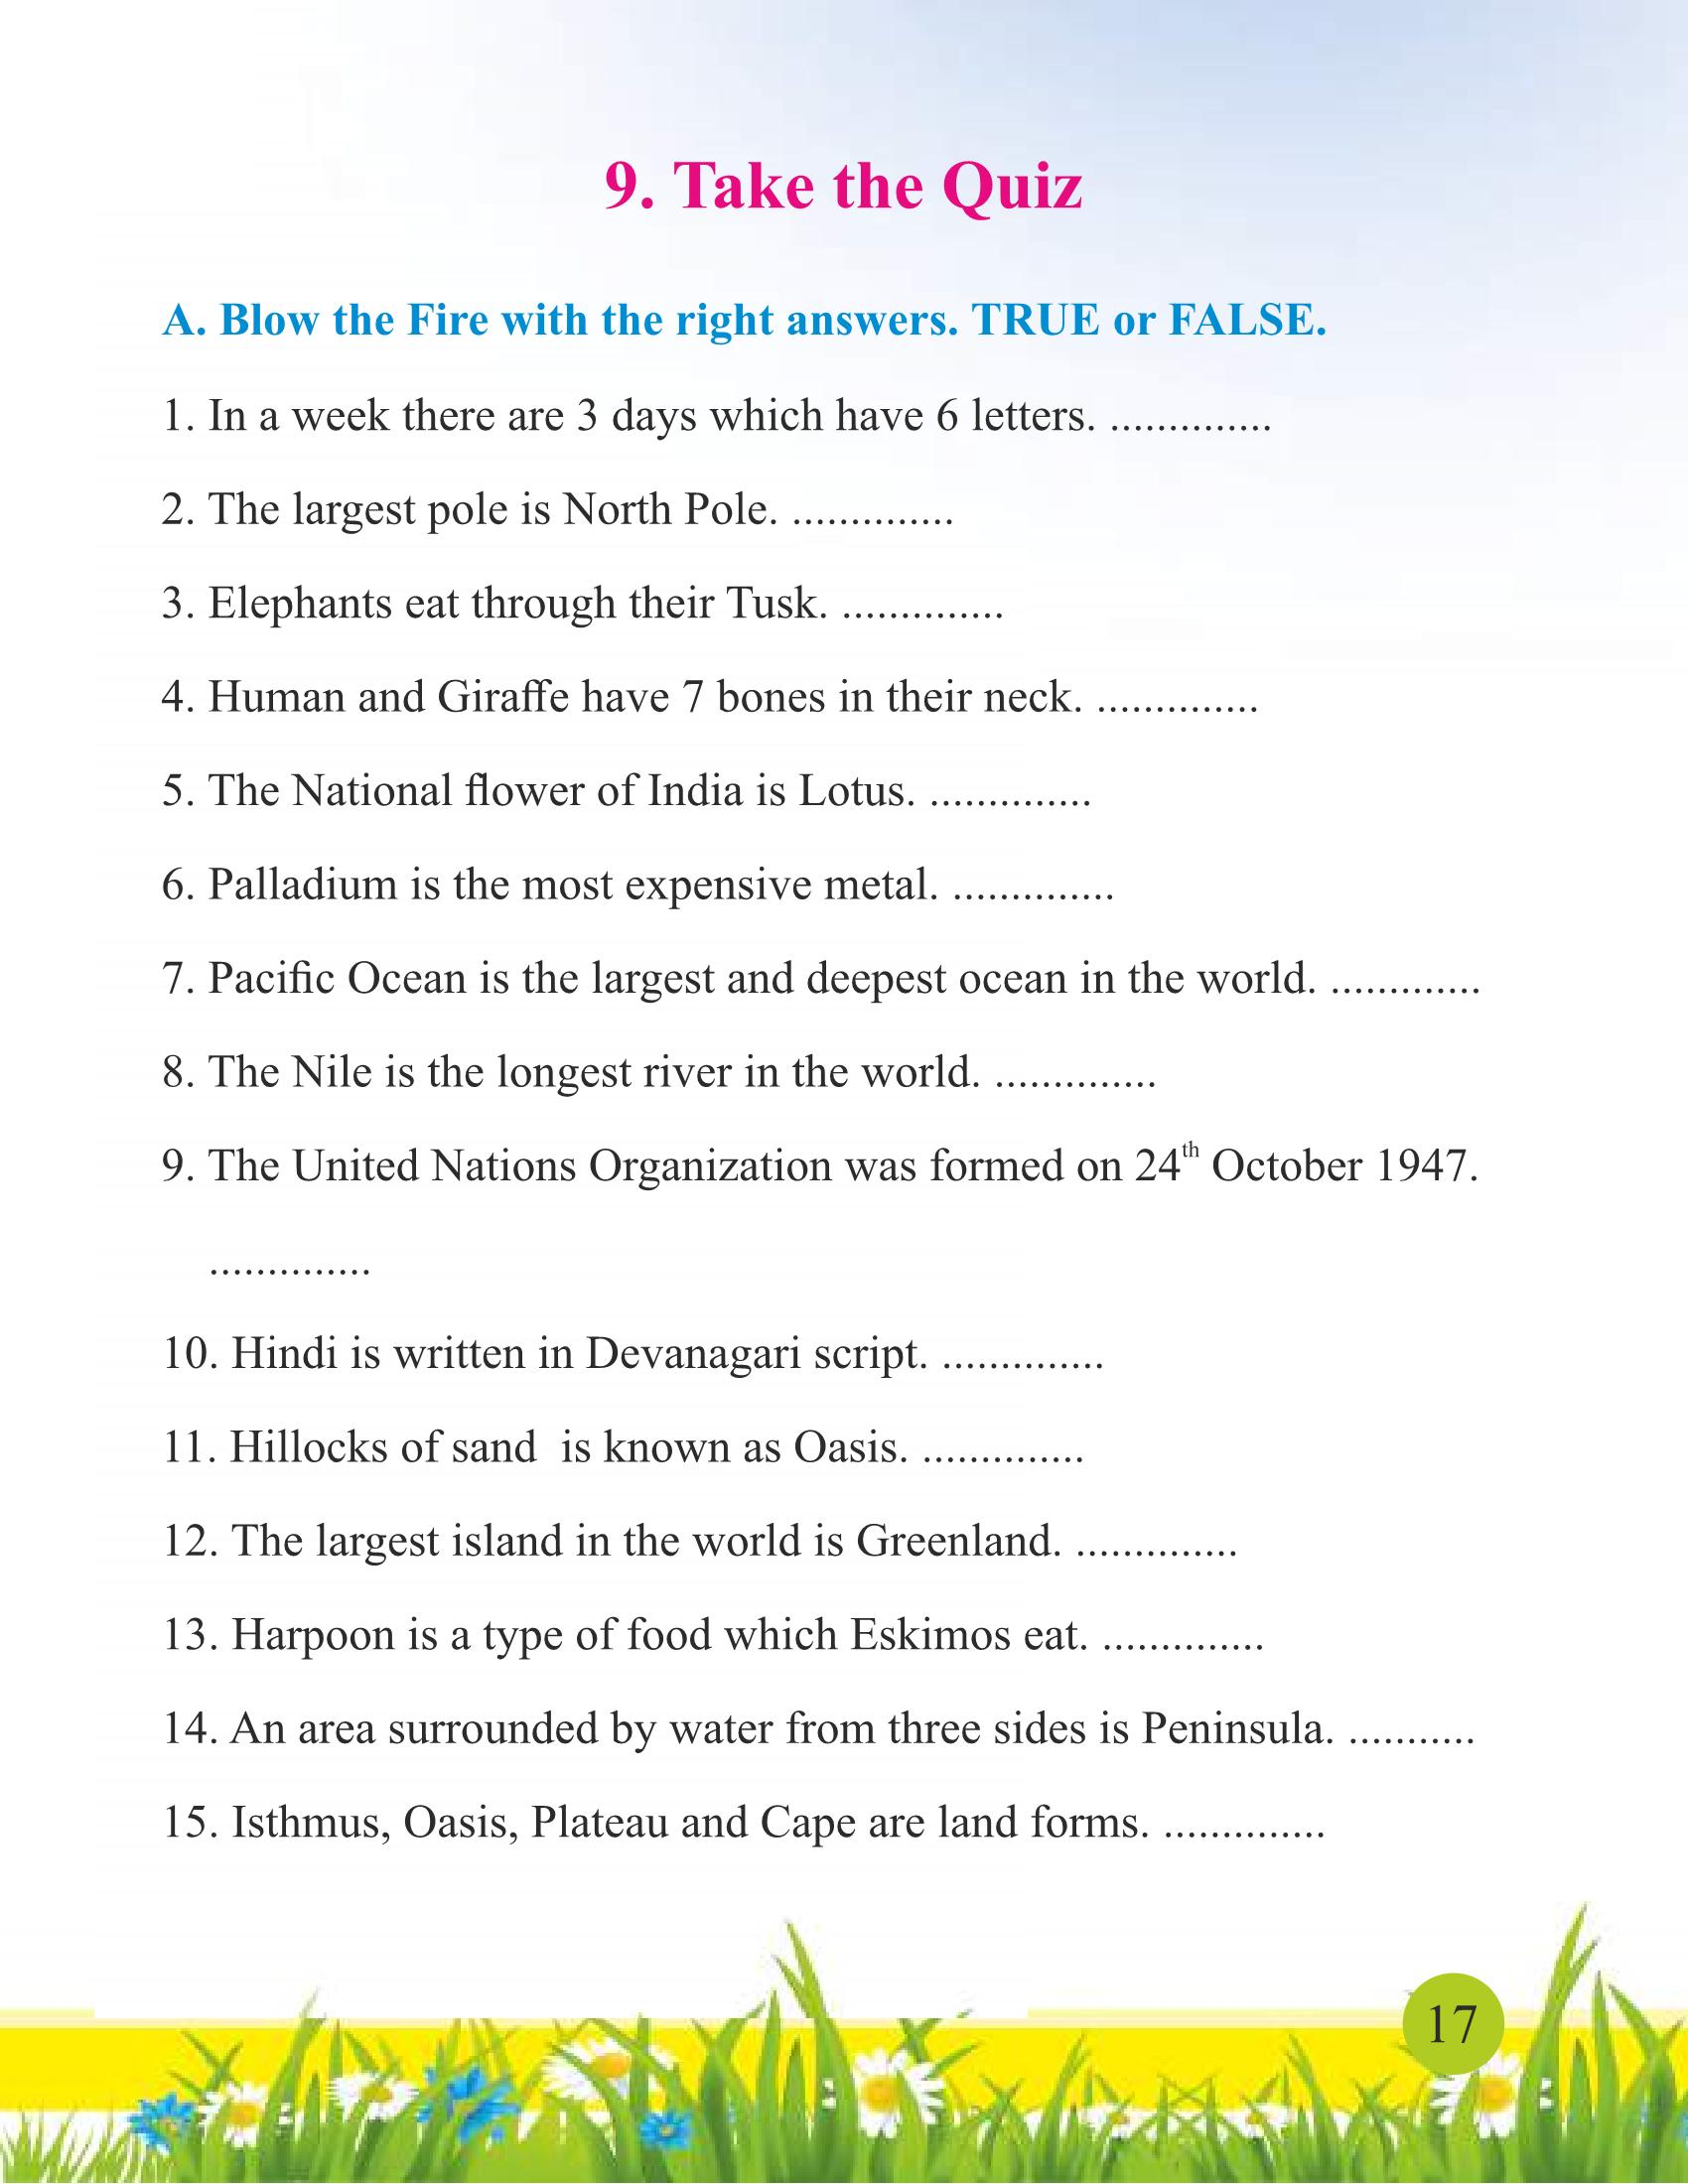 9. Take the Quiz
A. Blow the Fire with the right answers. TRUE or FALSE.
1. In a week there are 3 days which have 6 letters. ..............
2. The largest pole is North Pole. ..............
3. Elephants eat through their Tusk. ..............
4. Human and Giraffe have 7 bones in their neck. ..............
5. The National flower of India is Lotus. ..............
6. Palladium is the most expensive metal. ..............
7. Pacific Ocean is the largest and deepest ocean in the world. .............
8. The Nile is the longest river in the world. ..............
9. The United Nations Organization was formed on 24th October 1947.
..............
10. Hindi is written in Devanagari script. ..............
11. Hillocks of sand  is known as Oasis. ..............
12. The largest island in the world is Greenland. ..............
13. Harpoon is a type of food which Eskimos eat. ..............
14. An area surrounded by water from three sides is Peninsula. ...........
15. Isthmus, Oasis, Plateau and Cape are land forms. ..............
17